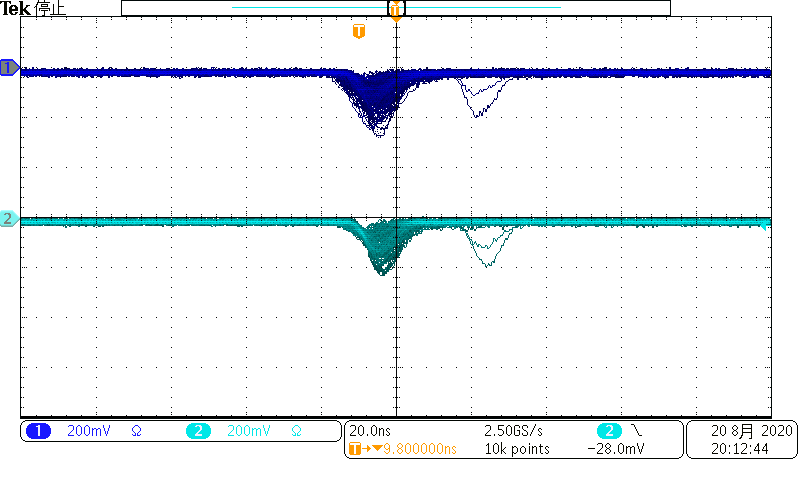 Tek 停止
T
T
1
2
1 200mV Ω 2 200mV Ω
20.0ns 2.50GS/s 2
T→▼9.800000ns 10k points −28.0mV
20 8月 2020
20:12:44